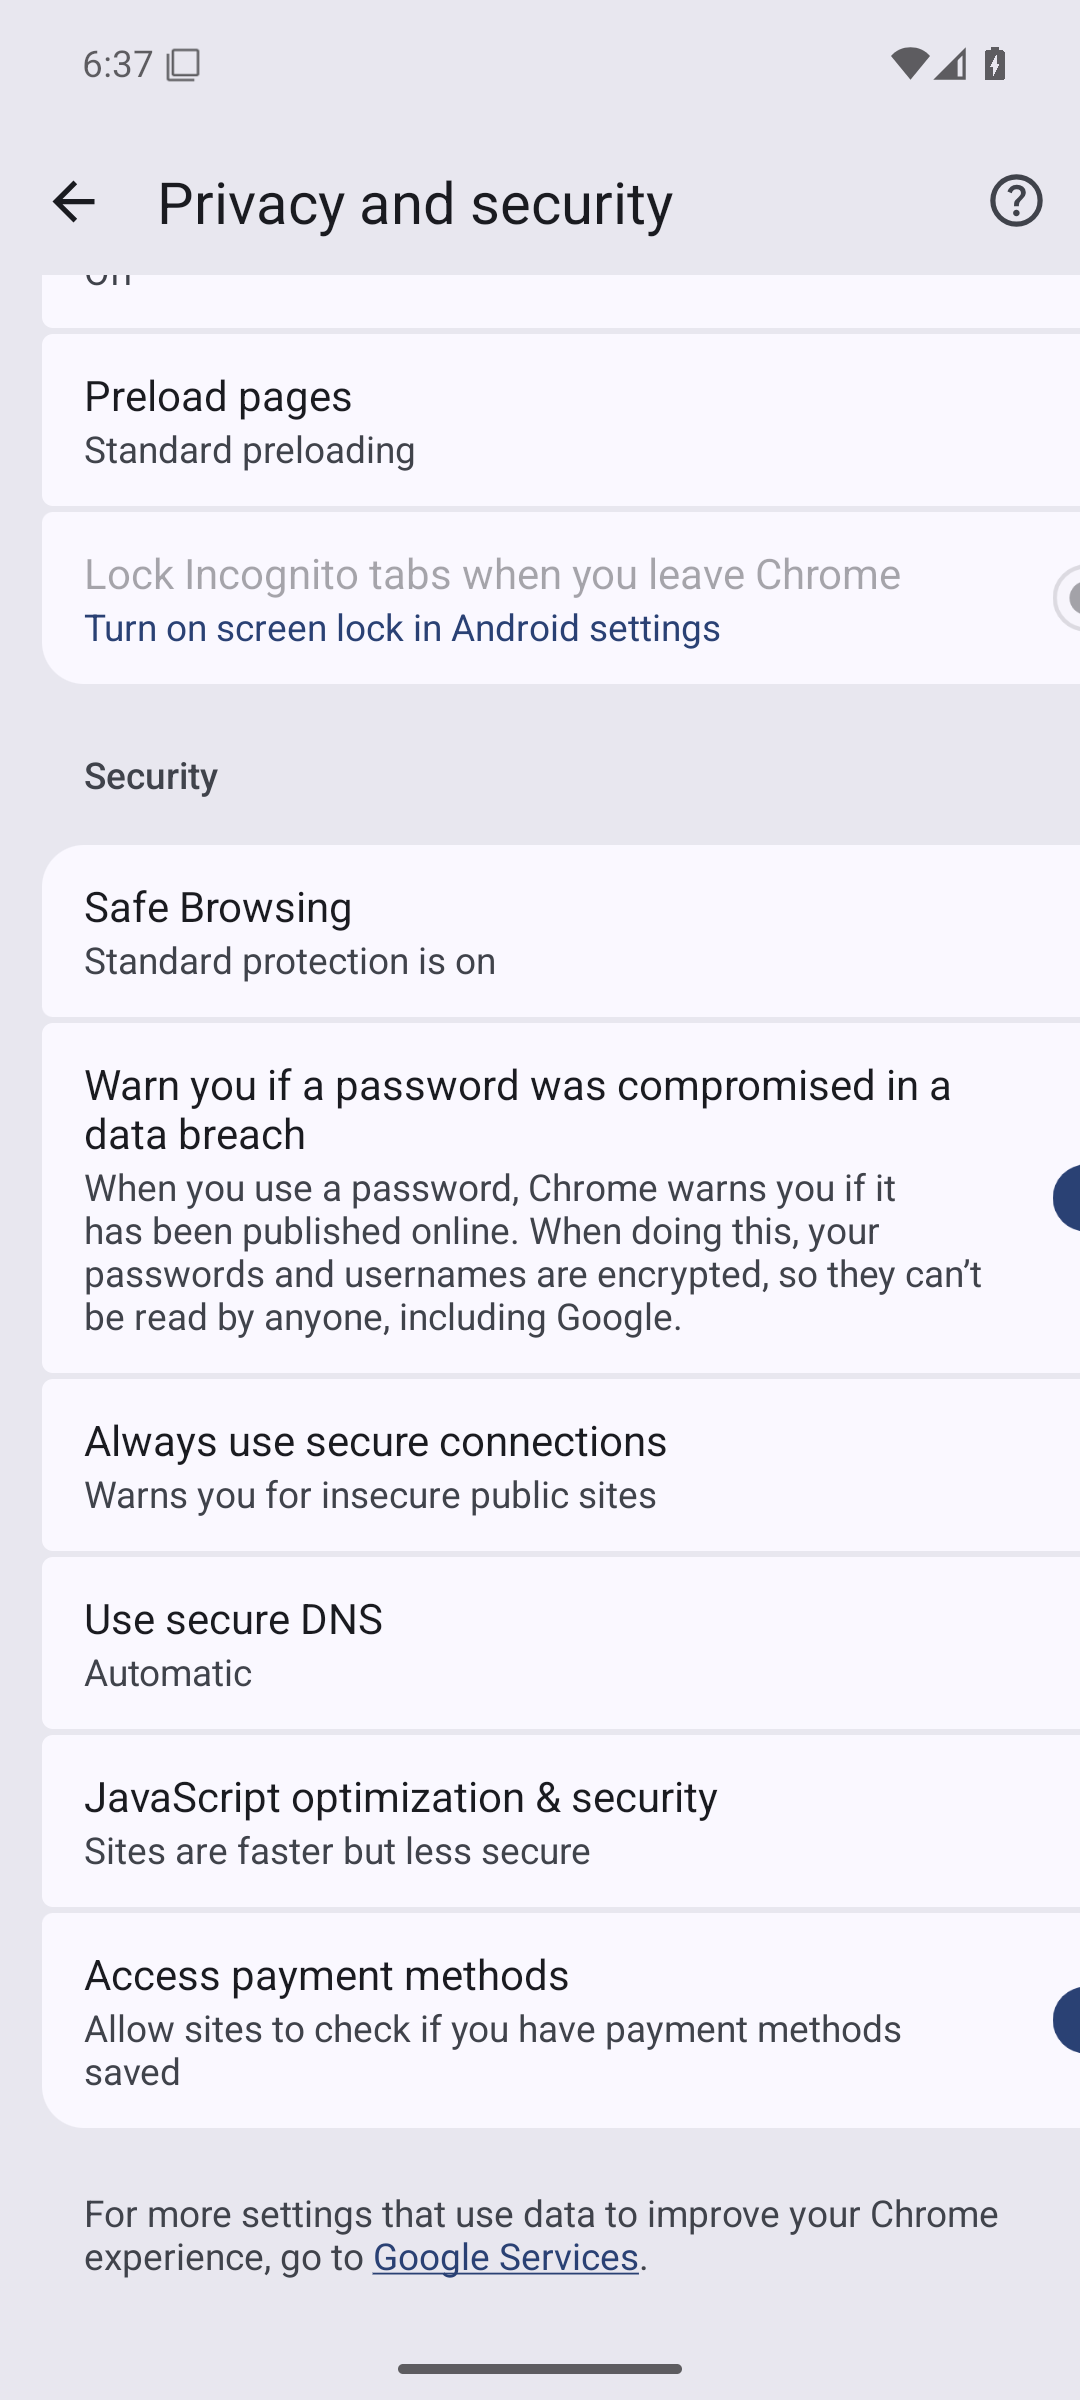 6:37
Privacy and security
On
Preload pages
Standard preloading
Lock Incognito tabs when you leave Chrome
Turn on screen lock in Android settings
Security
Safe Browsing
Standard protection is on
Warn you if a password was compromised in a
data breach
When you use a password, Chrome warns you if it
has been published online. When doing this, your
passwords and usernames are encrypted, so they can’t
be read by anyone, including Google.
Always use secure connections
Warns you for insecure public sites
Use secure DNS
Automatic
JavaScript optimization & security
Sites are faster but less secure
Access payment methods
Allow sites to check if you have payment methods
saved
For more settings that use data to improve your Chrome
experience, go to Google Services.